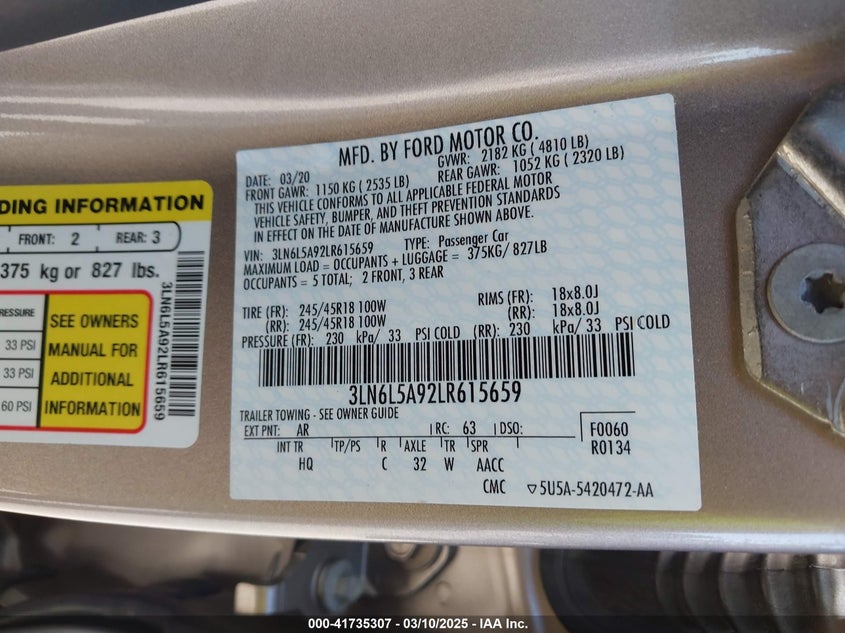 DING INFORMATION
FRONT: 2 REAR: 3
375 kg or 827 lbs.
RESSURE
33 PSI
33 PSI
60 PSI
SEE OWNERS
MANUAL FOR
ADDITIONAL
INFORMATION
3LN6L5A92LR615659
MFD. BY FORD MOTOR CO.
DATE: 03/20 GVWR: 2182 KG ( 4810 LB)
FRONT GAWR: 1150 KG ( 2535 LB) REAR GAWR: 1052 KG ( 2320 LB)
THIS VEHICLE CONFORMS TO ALL APPLICABLE FEDERAL MOTOR
VEHICLE SAFETY, BUMPER, AND THEFT PREVENTION STANDARDS
IN EFFECT ON THE DATE OF MANUFACTURE SHOWN ABOVE.
VIN: 3LN6L5A92LR615659 TYPE: Passenger Car
MAXIMUM LOAD = OCCUPANTS + LUGGAGE = 375KG/ 827LB
OCCUPANTS = 5 TOTAL; 2 FRONT, 3 REAR
TIRE (FR): 245/45R18 100W RIMS (FR): 18x8.0J
(RR): 245/45R18 100W (RR): 18x8.0J
PRESSURE (FR): 230 kPa/ 33 PSI COLD (RR): 230 kPa/ 33 PSI COLD
3LN6L5A92LR615659
TRAILER TOWING - SEE OWNER GUIDE
EXT PNT: AR RC: 63 DSO: F0060
R0134
INT TR TP/PS R AXLE TR SPR
HQ C 32 W AACC
CMC ▽5U5A-5420472-AA
000-41735307 - 03/10/2025 - IAA Inc.